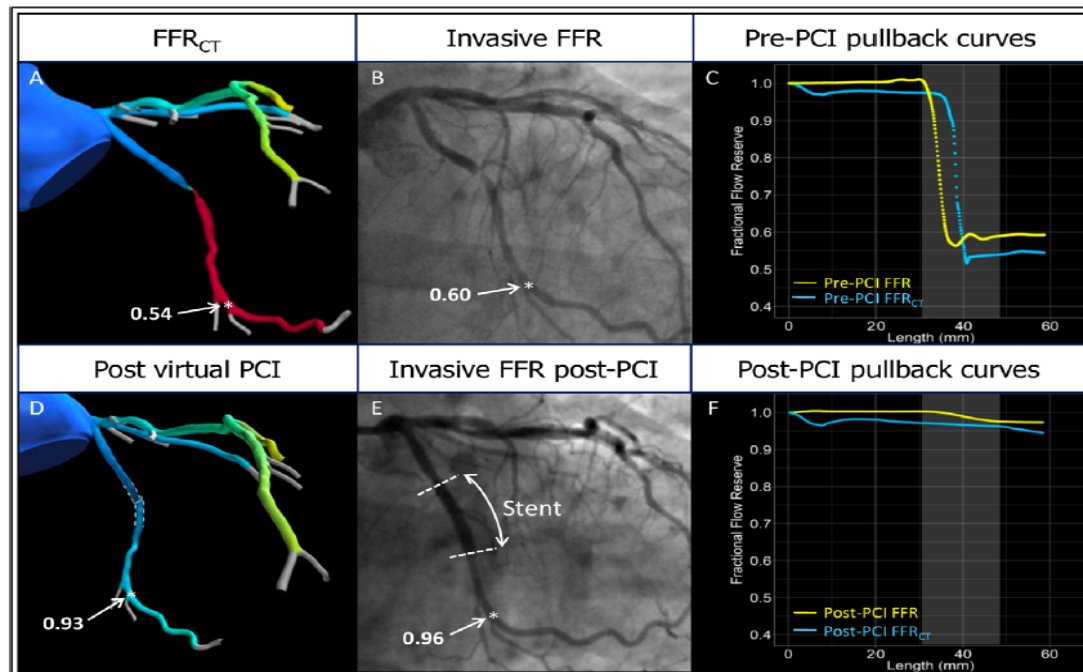 FFRCT
Invasive FFR
Pre-PCI pullback curves
A
0.54
*
B
0.60
*
C
Fractional Flow Reserve
1.0
0.9
0.8
0.7
0.6
0.5
0.4
Pre-PCI FFR
Pre-PCI FFRCT
0
20
40
60
Length (mm)
Post virtual PCI
Invasive FFR post-PCI
Post-PCI pullback curves
D
0.93
*
E
Stent
0.96
*
F
Fractional Flow Reserve
1.0
0.9
0.8
0.7
0.6
0.5
0.4
Post-PCI FFR
Post-PCI FFRCT
0
20
40
60
Length (mm)